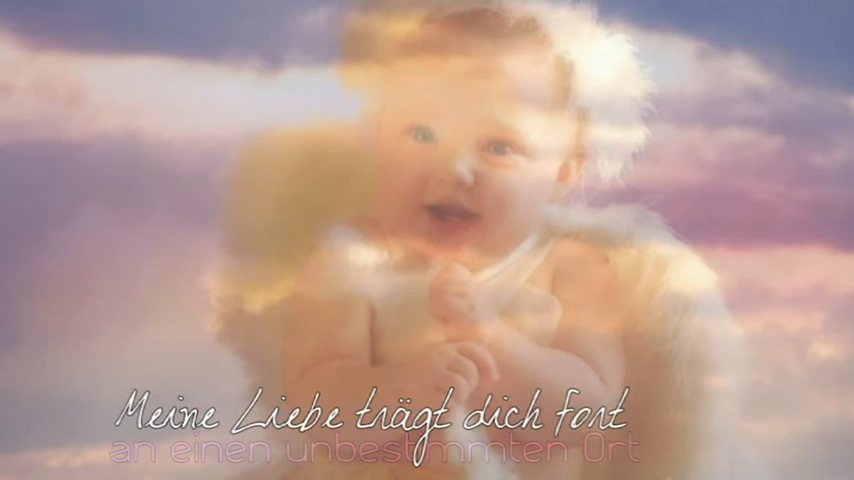 Meine Liebe trägt dich fort
an einen unbestimmten Ort